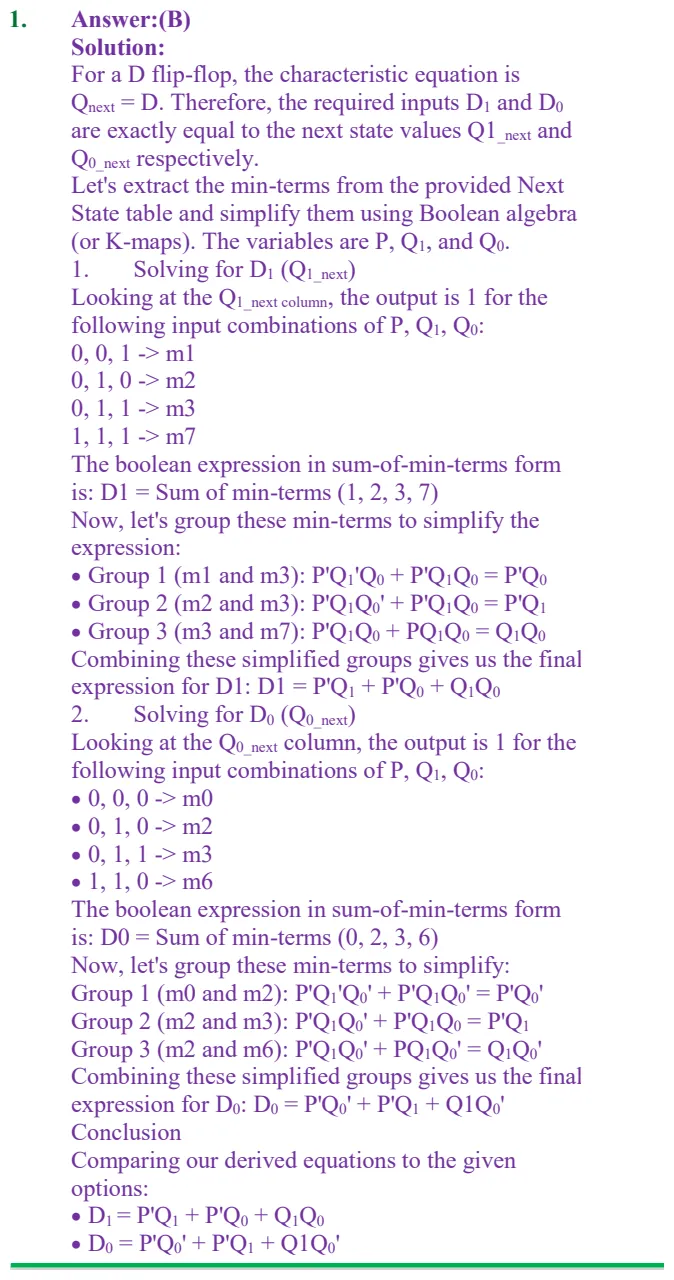 1. Answer:(B)
Solution:
For a D flip-flop, the characteristic equation is
Qnext = D. Therefore, the required inputs D₁ and D₀
are exactly equal to the next state values Q1_next and
Q₀_next respectively.
Let's extract the min-terms from the provided Next
State table and simplify them using Boolean algebra
(or K-maps). The variables are P, Q₁, and Q₀.
1. Solving for D₁ (Q₁_next)
Looking at the Q₁_next column, the output is 1 for the
following input combinations of P, Q₁, Q₀:
0, 0, 1 -> m1
0, 1, 0 -> m2
0, 1, 1 -> m3
1, 1, 1 -> m7
The boolean expression in sum-of-min-terms form
is: D1 = Sum of min-terms (1, 2, 3, 7)
Now, let's group these min-terms to simplify the
expression:
• Group 1 (m1 and m3): P'Q₁'Q₀ + P'Q₁Q₀ = P'Q₀
• Group 2 (m2 and m3): P'Q₁Q₀' + P'Q₁Q₀ = P'Q₁
• Group 3 (m3 and m7): P'Q₁Q₀ + PQ₁Q₀ = Q₁Q₀
Combining these simplified groups gives us the final
expression for D1: D1 = P'Q₁ + P'Q₀ + Q₁Q₀
2. Solving for D₀ (Q₀_next)
Looking at the Q₀_next column, the output is 1 for the
following input combinations of P, Q₁, Q₀:
• 0, 0, 0 -> m0
• 0, 1, 0 -> m2
• 0, 1, 1 -> m3
• 1, 1, 0 -> m6
The boolean expression in sum-of-min-terms form
is: D0 = Sum of min-terms (0, 2, 3, 6)
Now, let's group these min-terms to simplify:
Group 1 (m0 and m2): P'Q₁'Q₀' + P'Q₁Q₀' = P'Q₀'
Group 2 (m2 and m3): P'Q₁Q₀' + P'Q₁Q₀ = P'Q₁
Group 3 (m2 and m6): P'Q₁Q₀' + PQ₁Q₀' = Q₁Q₀'
Combining these simplified groups gives us the final
expression for D₀: D₀ = P'Q₀' + P'Q₁ + Q1Q₀'
Conclusion
Comparing our derived equations to the given
options:
• D₁ = P'Q₁ + P'Q₀ + Q₁Q₀
• D₀ = P'Q₀' + P'Q₁ + Q1Q₀'